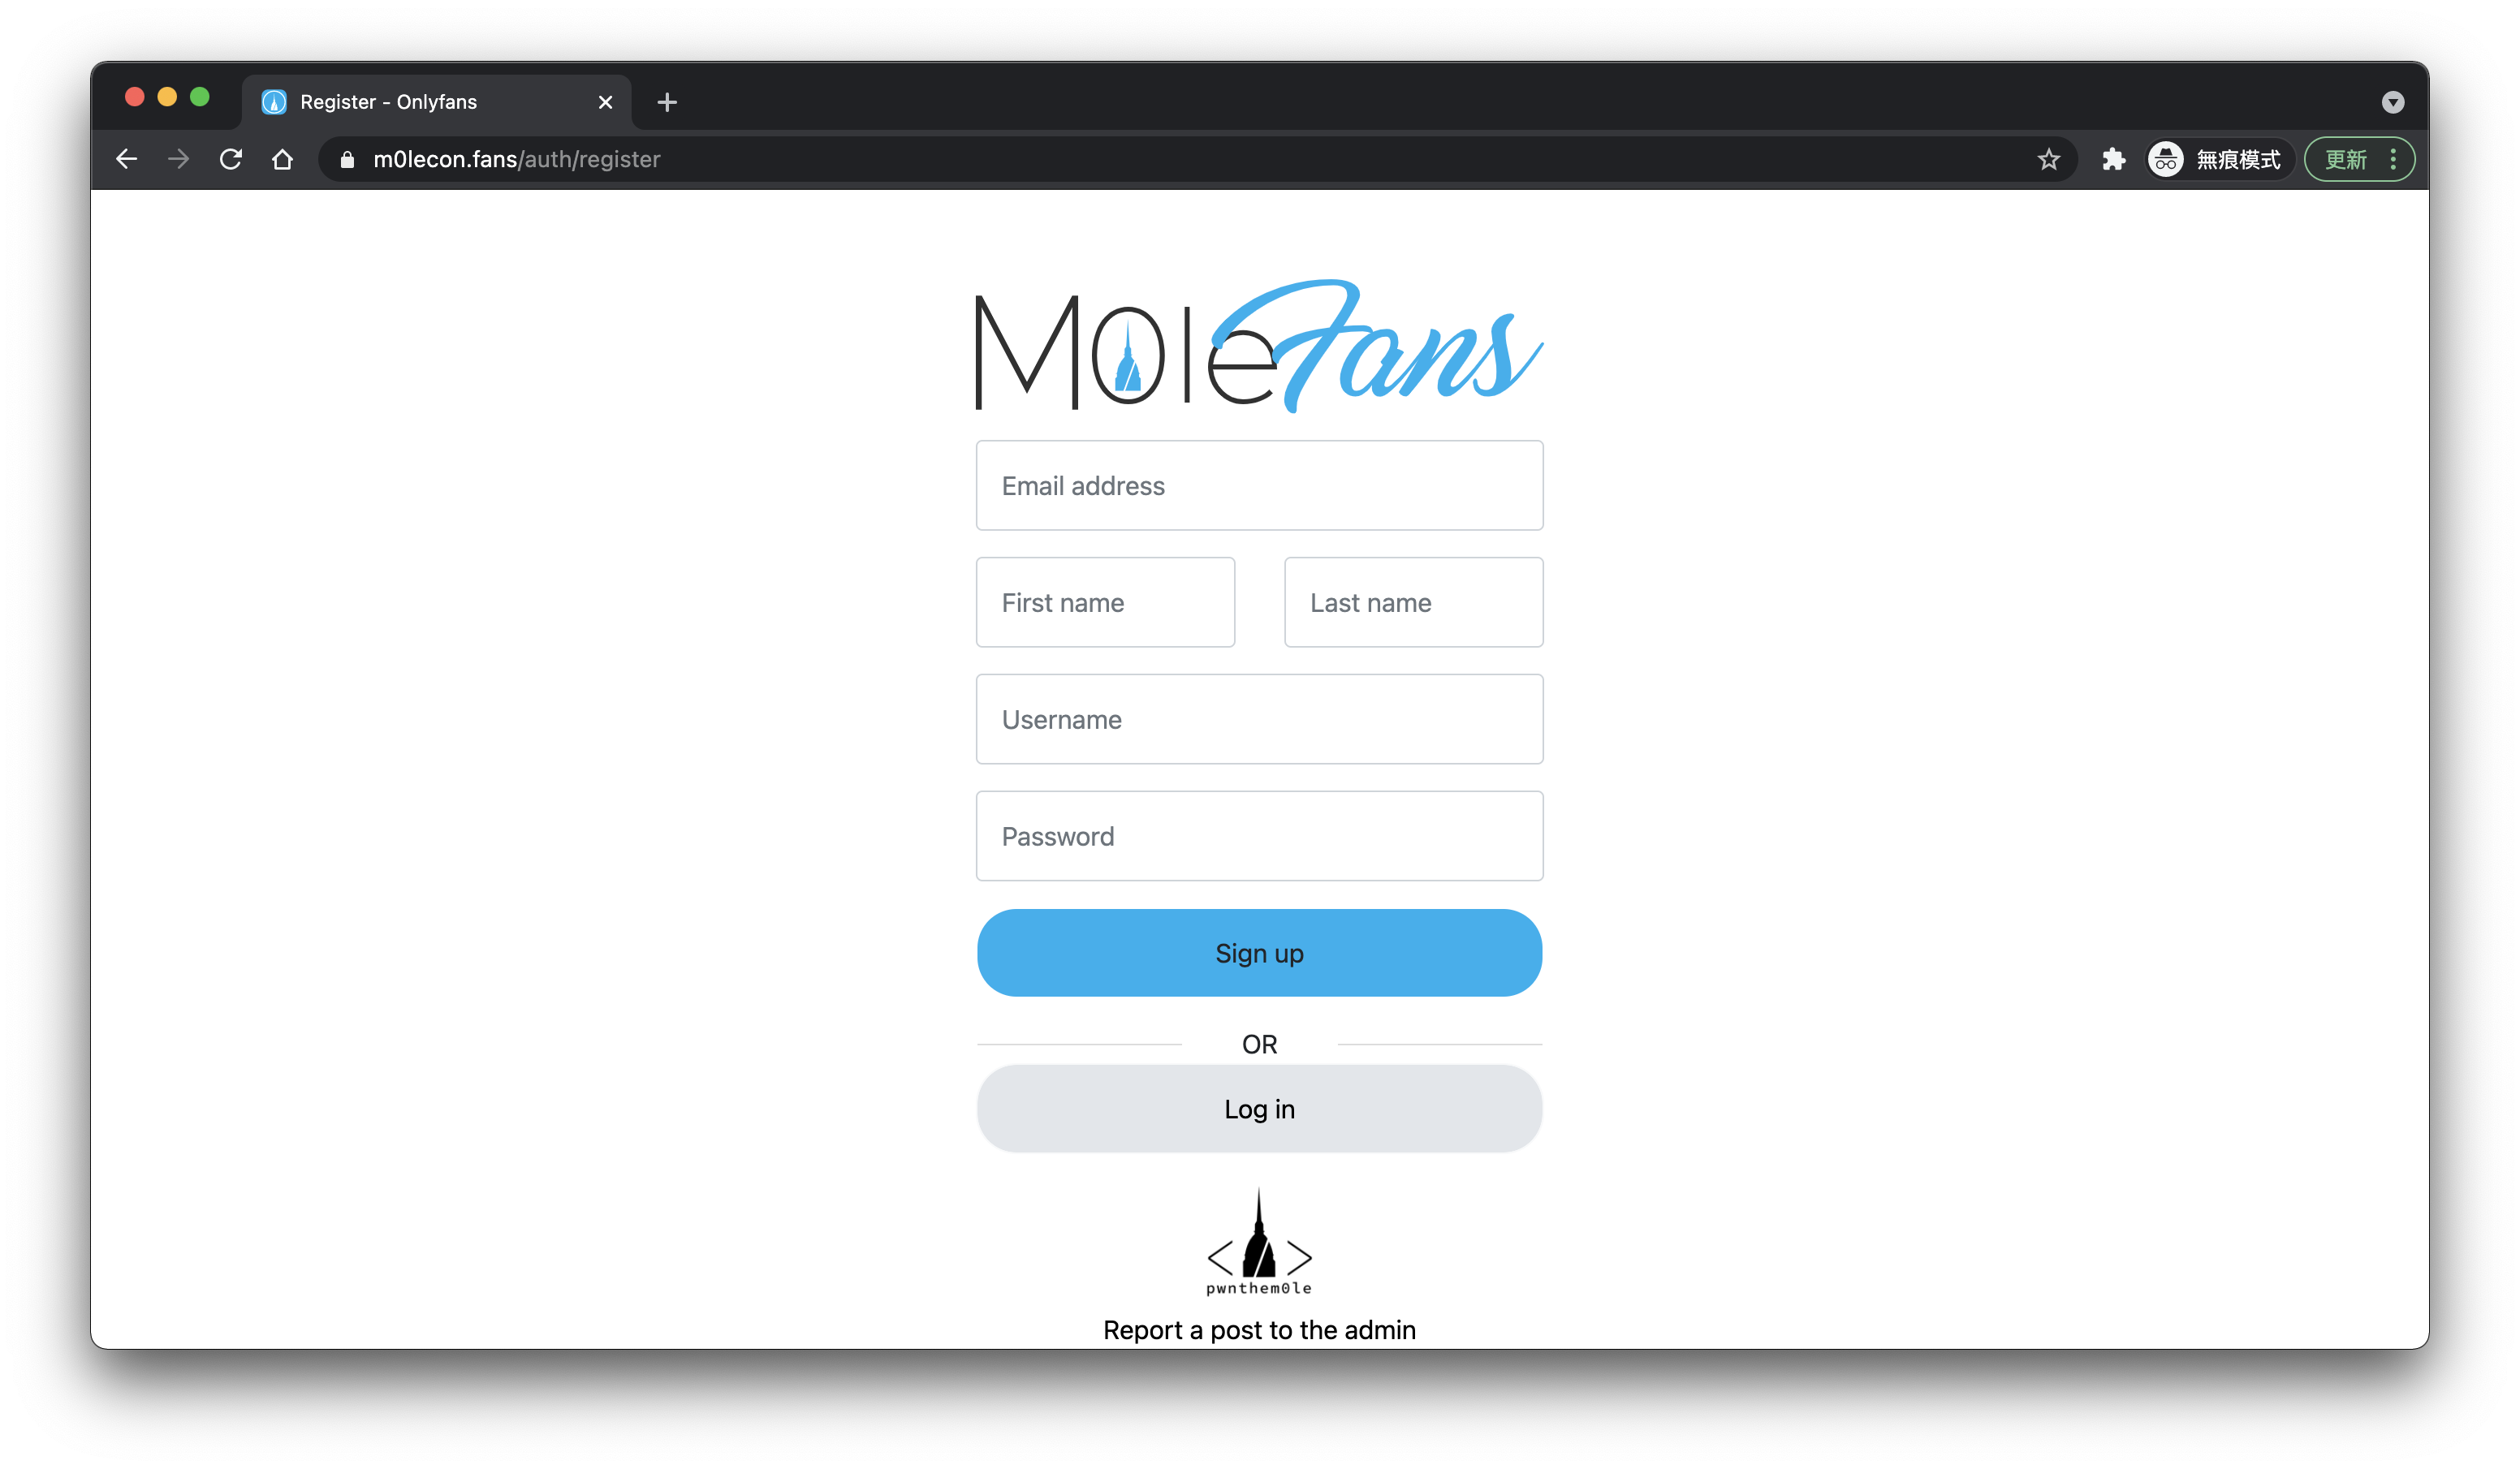 Register - Onlyfans
m0lecon.fans/auth/register
無痕模式
更新
M0leFans
Email address
First name
Last name
Username
Password
Sign up
OR
Log in
< >
pwnthem0le
Report a post to the admin